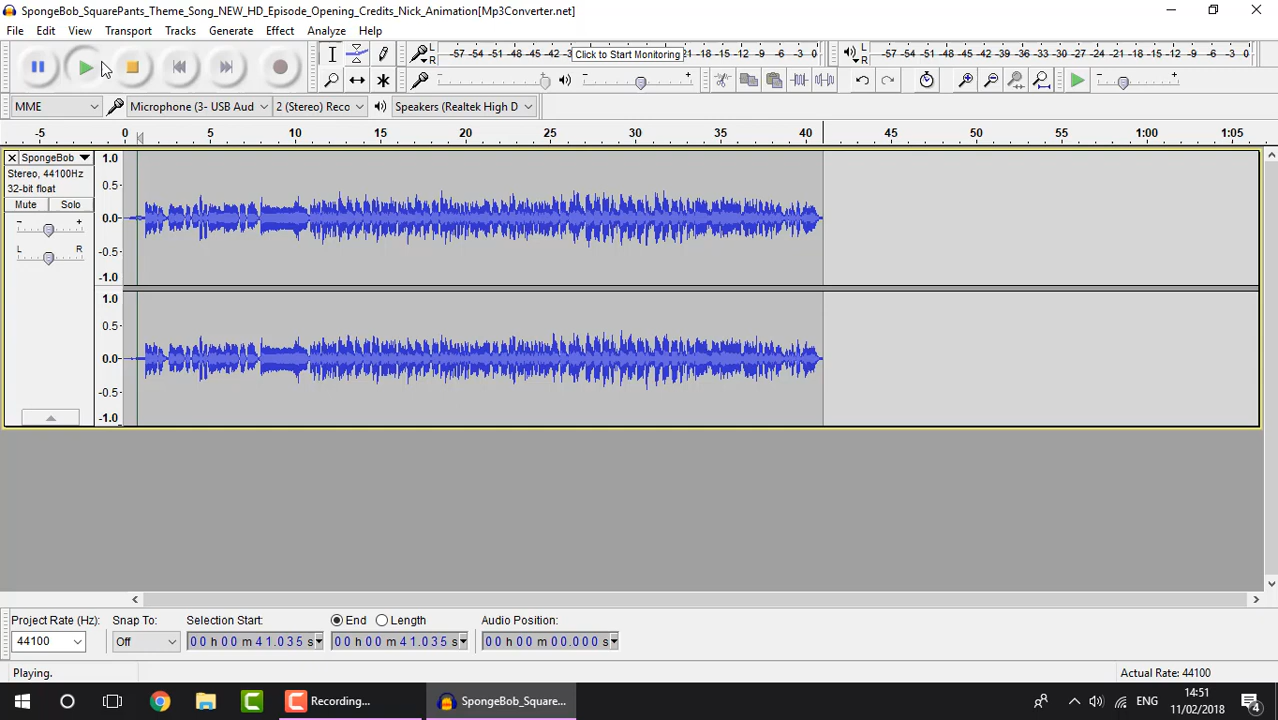 SpongeBob_SquarePants_Theme_Song_NEW_HD_Episode_Opening_Credits_Nick_Animation[Mp3Converter.net]
File Edit View Transport Tracks Generate Effect Analyze Help
L R -57 -54 -51 -48 -45 -42 -3 Click to Start Monitoring -21 -18 -15 -12 -9 -6 -3 0
L R -57 -54 -51 -48 -45 -42 -39 -36 -33 -30 -27 -24 -21 -18 -15 -12 -9 -6 -3 0
- + - + - +
MME Microphone (3- USB Aud 2 (Stereo) Reco Speakers (Realtek High D
-5 0 5 10 15 20 25 30 35 40 45 50 55 1:00 1:05
SpongeBob
Stereo, 44100Hz
32-bit float
Mute Solo
- +
L R
1.0
0.5
0.0
-0.5
-1.0
1.0
0.5
0.0
-0.5
-1.0
Project Rate (Hz): Snap To: Selection Start: End Length Audio Position:
44100 Off 00 h 00 m 41.035 s 00 h 00 m 41.035 s 00 h 00 m 00.000 s
Playing. Actual Rate: 44100
Recording... SpongeBob_Square... ENG 14:51
11/02/2018 4